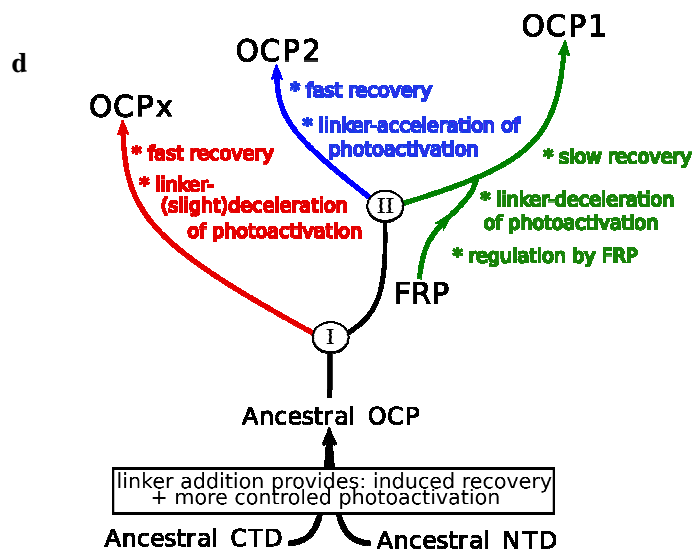 d
OCP1
OCP2
OCPx
* fast recovery
* linker-acceleration of
photoactivation
* fast recovery
* linker-
(slight)deceleration
of photoactivation
* slow recovery
* linker-deceleration
of photoactivation
* regulation by FRP
II
FRP
I
Ancestral OCP
linker addition provides: induced recovery
+ more controled photoactivation
Ancestral CTD
Ancestral NTD